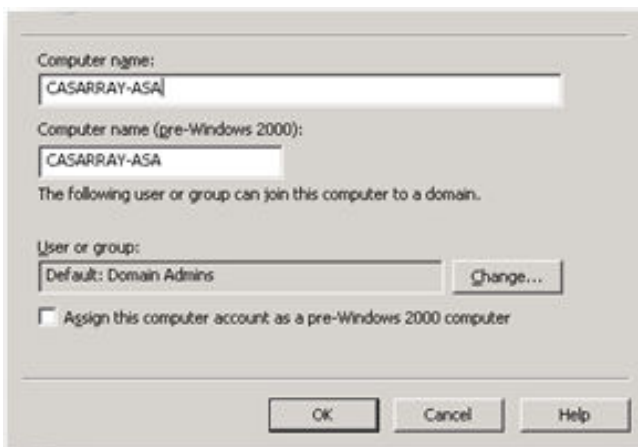 Computer name:
CASARRAY-ASA
Computer name (pre-Windows 2000):
CASARRAY-ASA
The following user or group can join this computer to a domain.
User or group:
Default: Domain Admins
Change...
Assign this computer account as a pre-Windows 2000 computer
OK Cancel Help